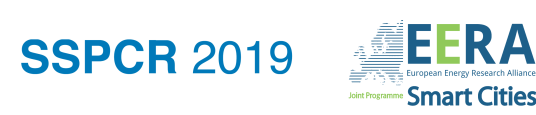 SSPCR 2019
EERA
European Energy Research Alliance
Joint Programme Smart Cities